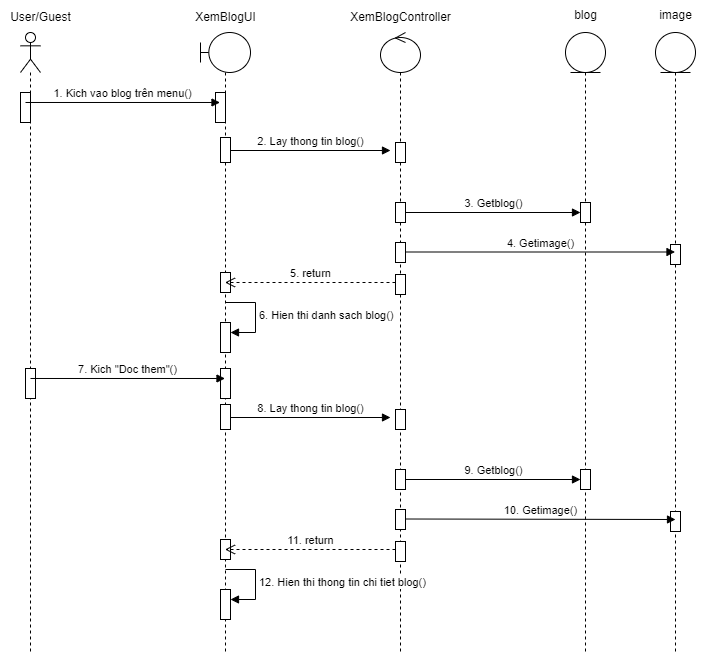 User/Guest
XemBlogUI
XemBlogController
blog
image
1. Kich vao blog trên menu()
2. Lay thong tin blog()
3. Getblog()
4. Getimage()
5. return
6. Hien thi danh sach blog()
7. Kich "Doc them"()
8. Lay thong tin blog()
9. Getblog()
10. Getimage()
11. return
12. Hien thi thong tin chi tiet blog()